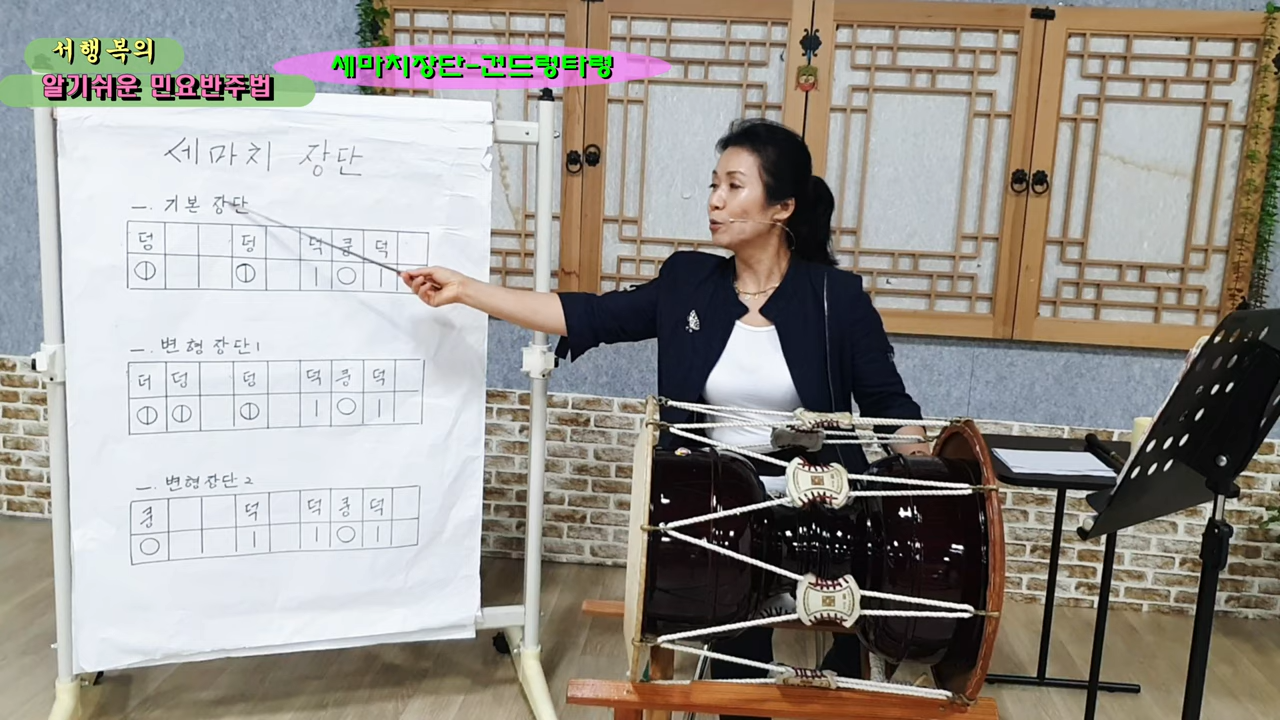 서행복의
알기쉬운 민요반주법
세마치장단-건드렁타령
세마치 장단
一. 기본 장단
덩 덩 덕 쿵 덕
一. 변형장단1
더 덩 덩 덕 쿵 덕
一. 변형장단2
쿵 덕 덕 쿵 덕